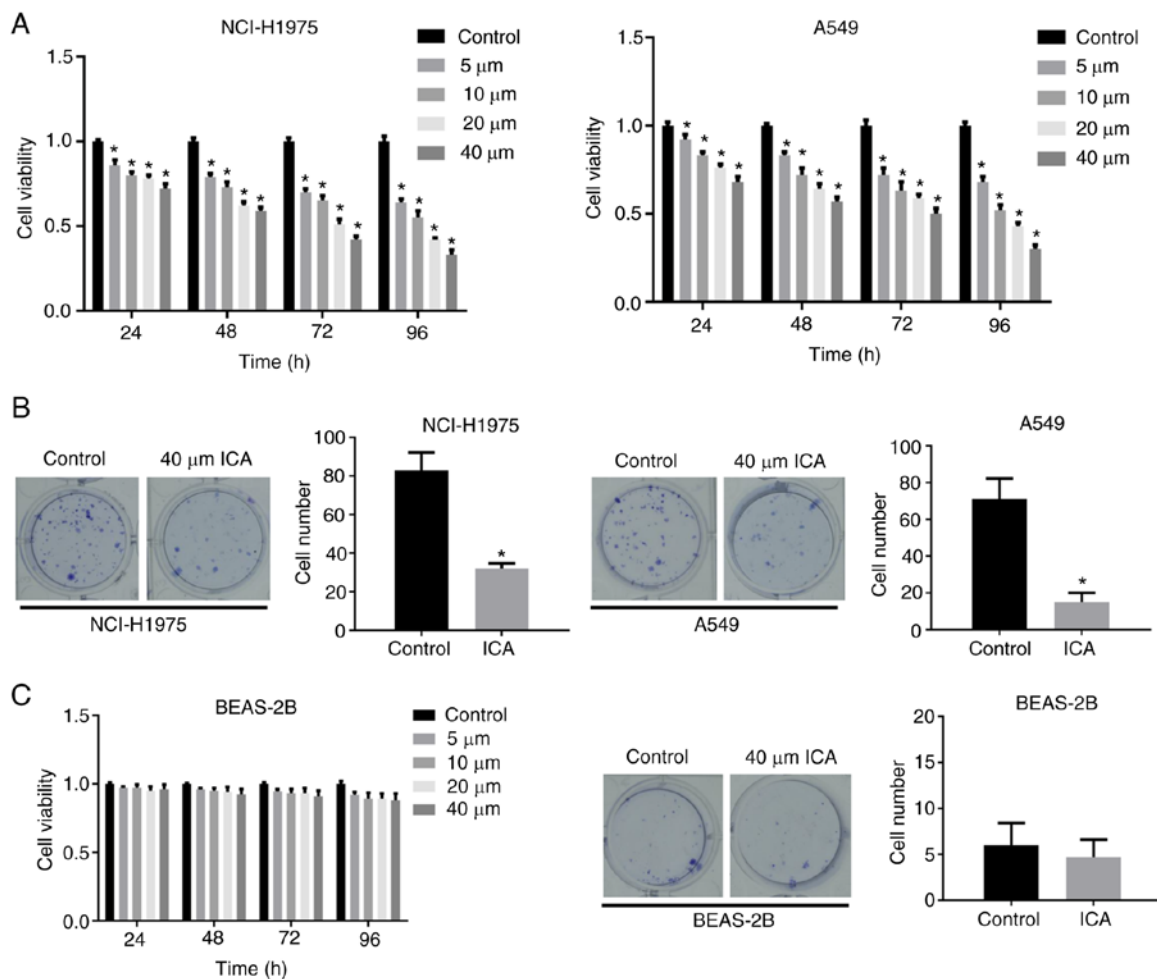 A
NCI-H1975
Cell viability
1.5
1.0
0.5
0.0
* * * * * * * * * * * * * * * *
24 48 72 96
Time (h)
Control
5 μm
10 μm
20 μm
40 μm
A549
Cell viability
1.5
1.0
0.5
0.0
* * * * * * * * * * * * * * * *
24 48 72 96
Time (h)
Control
5 μm
10 μm
20 μm
40 μm
B
Control 40 μm ICA
NCI-H1975
NCI-H1975
Cell number
100
80
60
40
20
0
*
Control ICA
Control 40 μm ICA
A549
A549
Cell number
100
80
60
40
20
0
*
Control ICA
C
BEAS-2B
Cell viability
1.5
1.0
0.5
0.0
24 48 72 96
Time (h)
Control
5 μm
10 μm
20 μm
40 μm
Control 40 μm ICA
BEAS-2B
BEAS-2B
Cell number
20
15
10
5
0
Control ICA